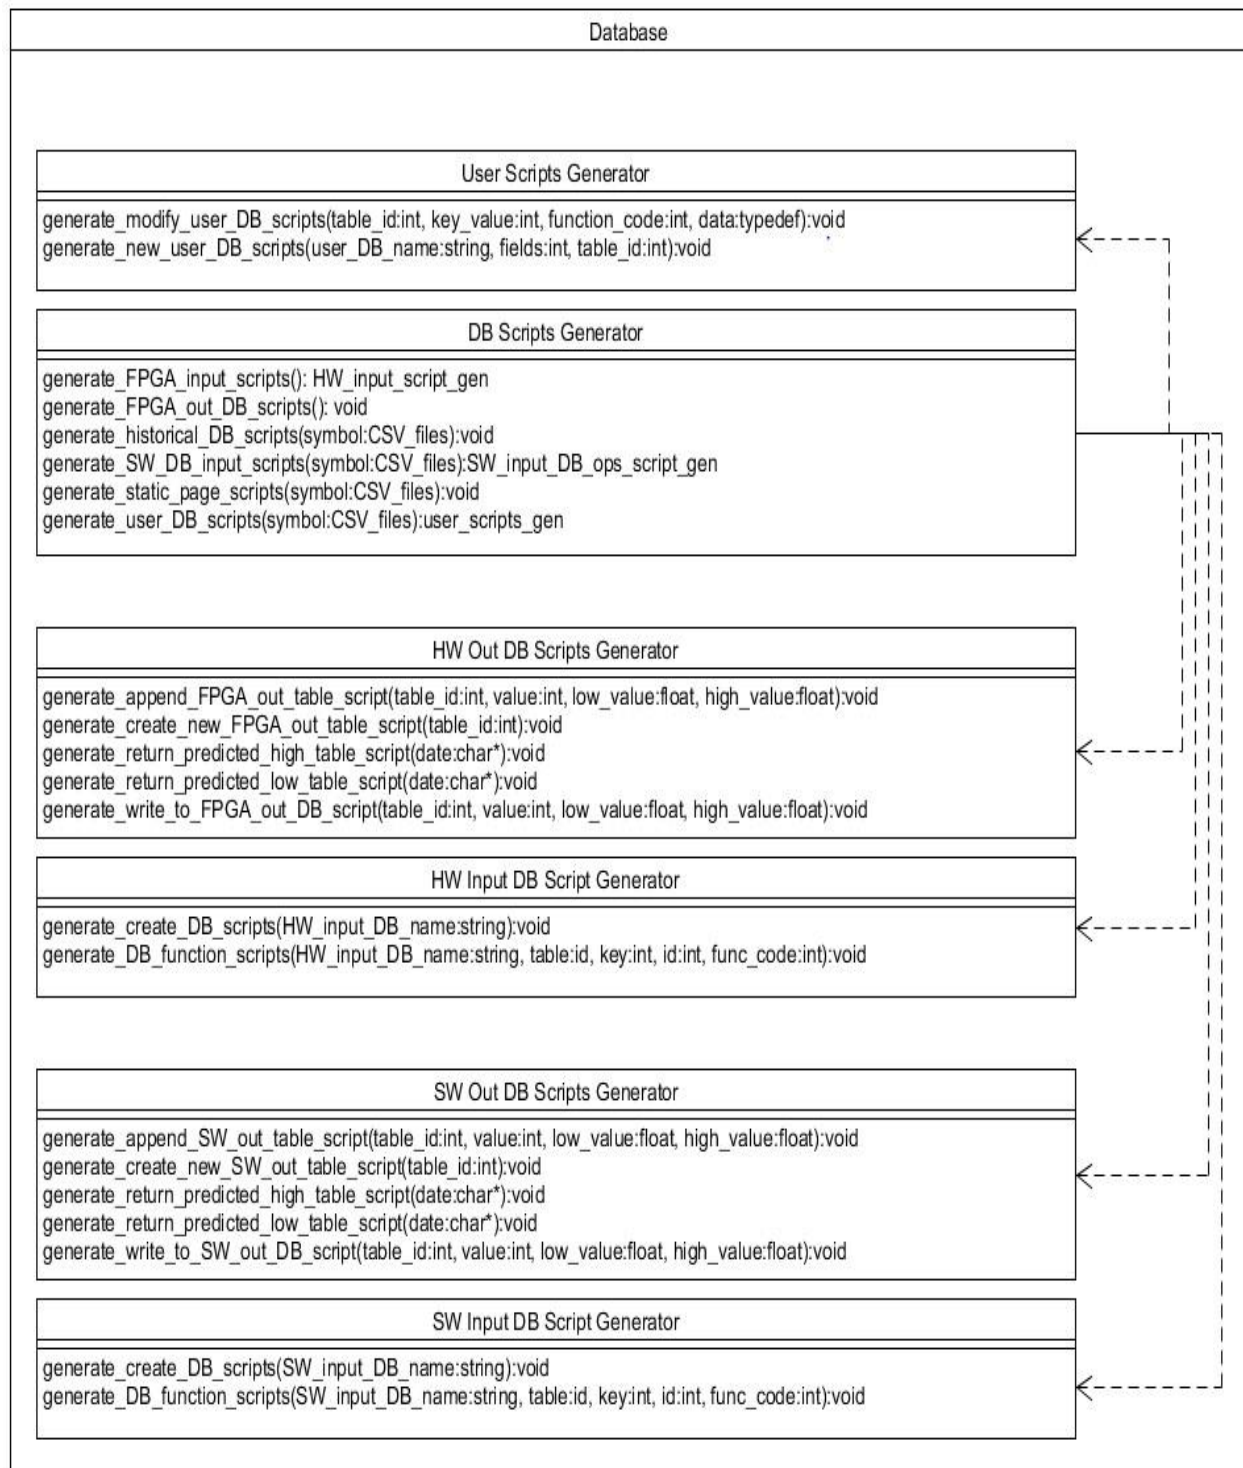 Database
User Scripts Generator
generate_modify_user_DB_scripts(table_id:int, key_value:int, function_code:int, data:typedef):void
generate_new_user_DB_scripts(user_DB_name:string, fields:int, table_id:int):void
DB Scripts Generator
generate_FPGA_input_scripts(): HW_input_script_gen
generate_FPGA_out_DB_scripts(): void
generate_historical_DB_scripts(symbol:CSV_files):void
generate_SW_DB_input_scripts(symbol:CSV_files):SW_input_DB_ops_script_gen
generate_static_page_scripts(symbol:CSV_files):void
generate_user_DB_scripts(symbol:CSV_files):user_scripts_gen
HW Out DB Scripts Generator
generate_append_FPGA_out_table_script(table_id:int, value:int, low_value:float, high_value:float):void
generate_create_new_FPGA_out_table_script(table_id:int):void
generate_return_predicted_high_table_script(date:char*):void
generate_return_predicted_low_table_script(date:char*):void
generate_write_to_FPGA_out_DB_script(table_id:int, value:int, low_value:float, high_value:float):void
HW Input DB Script Generator
generate_create_DB_scripts(HW_input_DB_name:string):void
generate_DB_function_scripts(HW_input_DB_name:string, table:id, key:int, id:int, func_code:int):void
SW Out DB Scripts Generator
generate_append_SW_out_table_script(table_id:int, value:int, low_value:float, high_value:float):void
generate_create_new_SW_out_table_script(table_id:int):void
generate_return_predicted_high_table_script(date:char*):void
generate_return_predicted_low_table_script(date:char*):void
generate_write_to_SW_out_DB_script(table_id:int, value:int, low_value:float, high_value:float):void
SW Input DB Script Generator
generate_create_DB_scripts(SW_input_DB_name:string):void
generate_DB_function_scripts(SW_input_DB_name:string, table:id, key:int, id:int, func_code:int):void